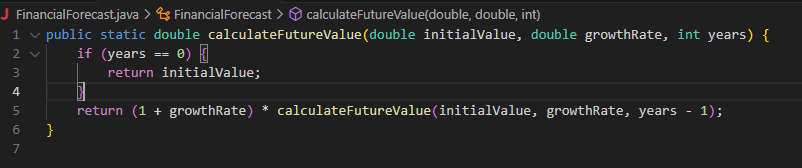 J FinancialForecast.java > FinancialForecast > calculateFutureValue(double, double, int)
1 public static double calculateFutureValue(double initialValue, double growthRate, int years) {
2 if (years == 0) {
3 return initialValue;
4 }
5 return (1 + growthRate) * calculateFutureValue(initialValue, growthRate, years - 1);
6 }
7